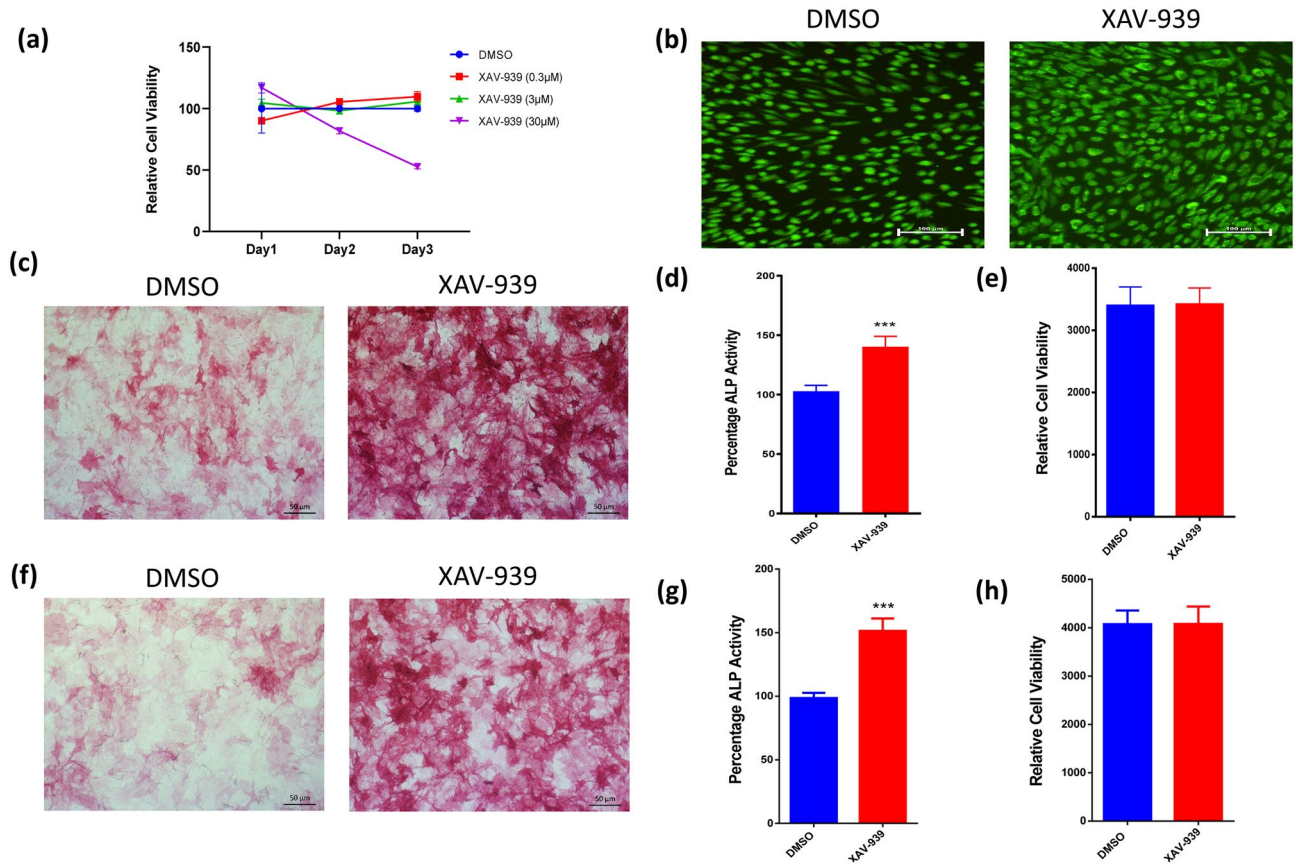 (a)
150
100
50
0
Relative Cell Viability
Day1 Day2 Day3
DMSO
XAV-939 (0.3μM)
XAV-939 (3μM)
XAV-939 (30μM)
(b)
DMSO XAV-939
100 μm
100 μm
(c)
DMSO XAV-939
50 μm
50 μm
(d)
200
150
100
50
0
Percentage ALP Activity
***
DMSO XAV-939
(e)
4000
3000
2000
1000
0
Relative Cell Viability
DMSO XAV-939
(f)
DMSO XAV-939
50 μm
50 μm
(g)
200
150
100
50
0
Percentage ALP Activity
***
DMSO XAV-939
(h)
5000
4000
3000
2000
1000
0
Relative Cell Viability
DMSO XAV-939